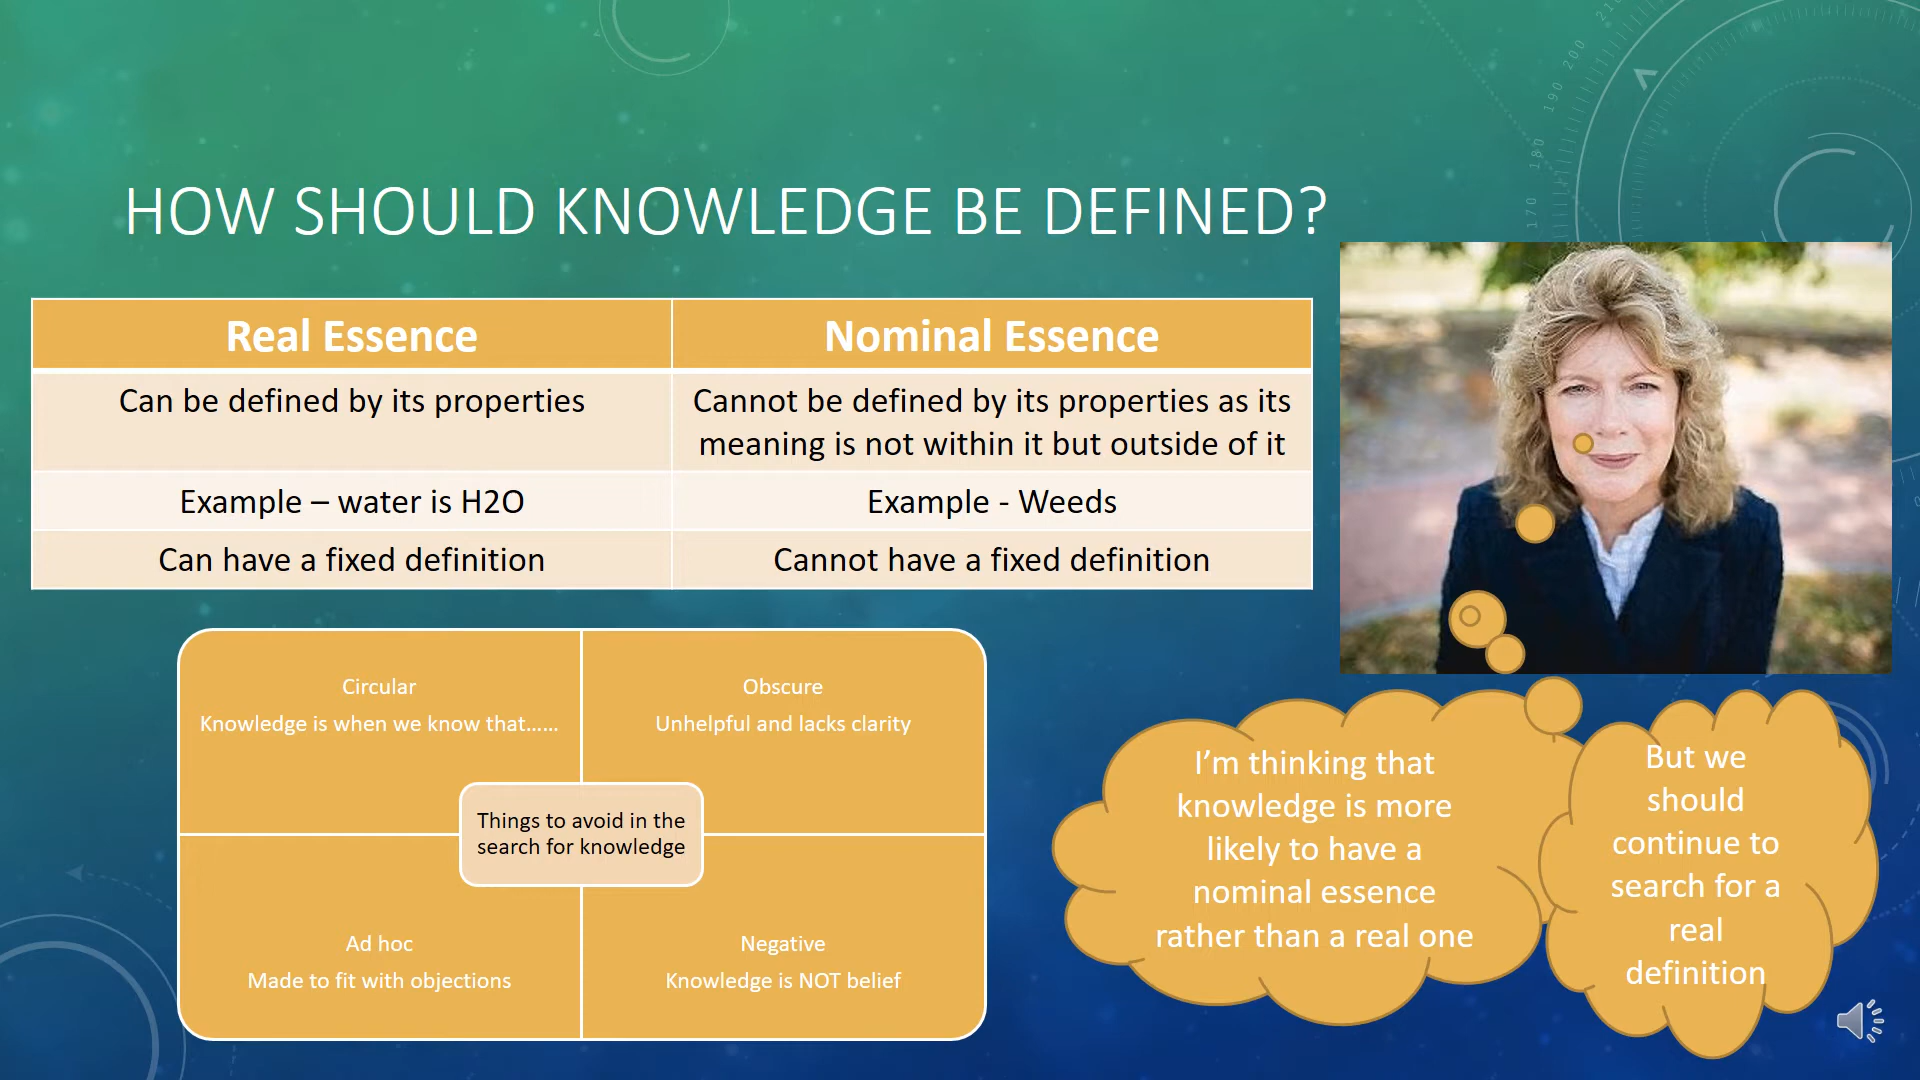 HOW SHOULD KNOWLEDGE BE DEFINED?
Real Essence
Nominal Essence
Can be defined by its properties
Cannot be defined by its properties as its
meaning is not within it but outside of it
Example – water is H2O
Example - Weeds
Can have a fixed definition
Cannot have a fixed definition
Circular
Knowledge is when we know that......
Obscure
Unhelpful and lacks clarity
Things to avoid in the
search for knowledge
Ad hoc
Made to fit with objections
Negative
Knowledge is NOT belief
I'm thinking that
knowledge is more
likely to have a
nominal essence
rather than a real one
But we
should
continue to
search for a
real
definition
210
200
190
180
170